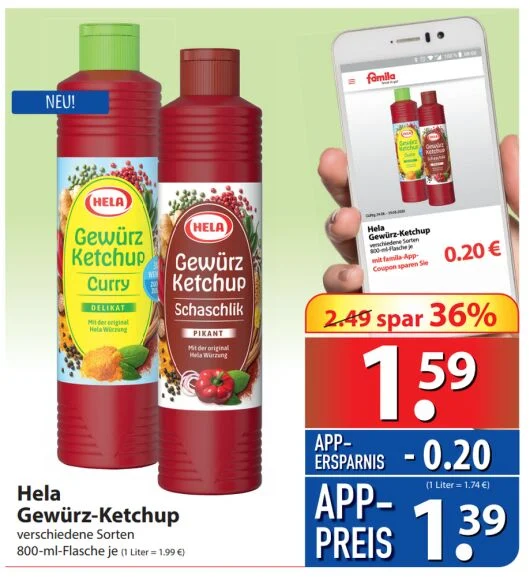 NEU!
HELA
Gewürz
Ketchup
Curry
DELIKAT
Mit der original
Hela Würzung
HELA
Gewürz
Ketchup
Schaschlik
PIKANT
Mit der original
Hela Würzung
famila
Hela
Gewürz-Ketchup
verschiedene Sorten
800-ml-Flasche je
mit famila-App-
Coupon sparen Sie
0.20 €
2.49 spar 36%
1.59
APP-
ERSPARNIS
- 0.20
(1 Liter = 1.74 €)
APP-
PREIS
1.39
Hela
Gewürz-Ketchup
verschiedene Sorten
800-ml-Flasche je (1 Liter = 1.99 €)